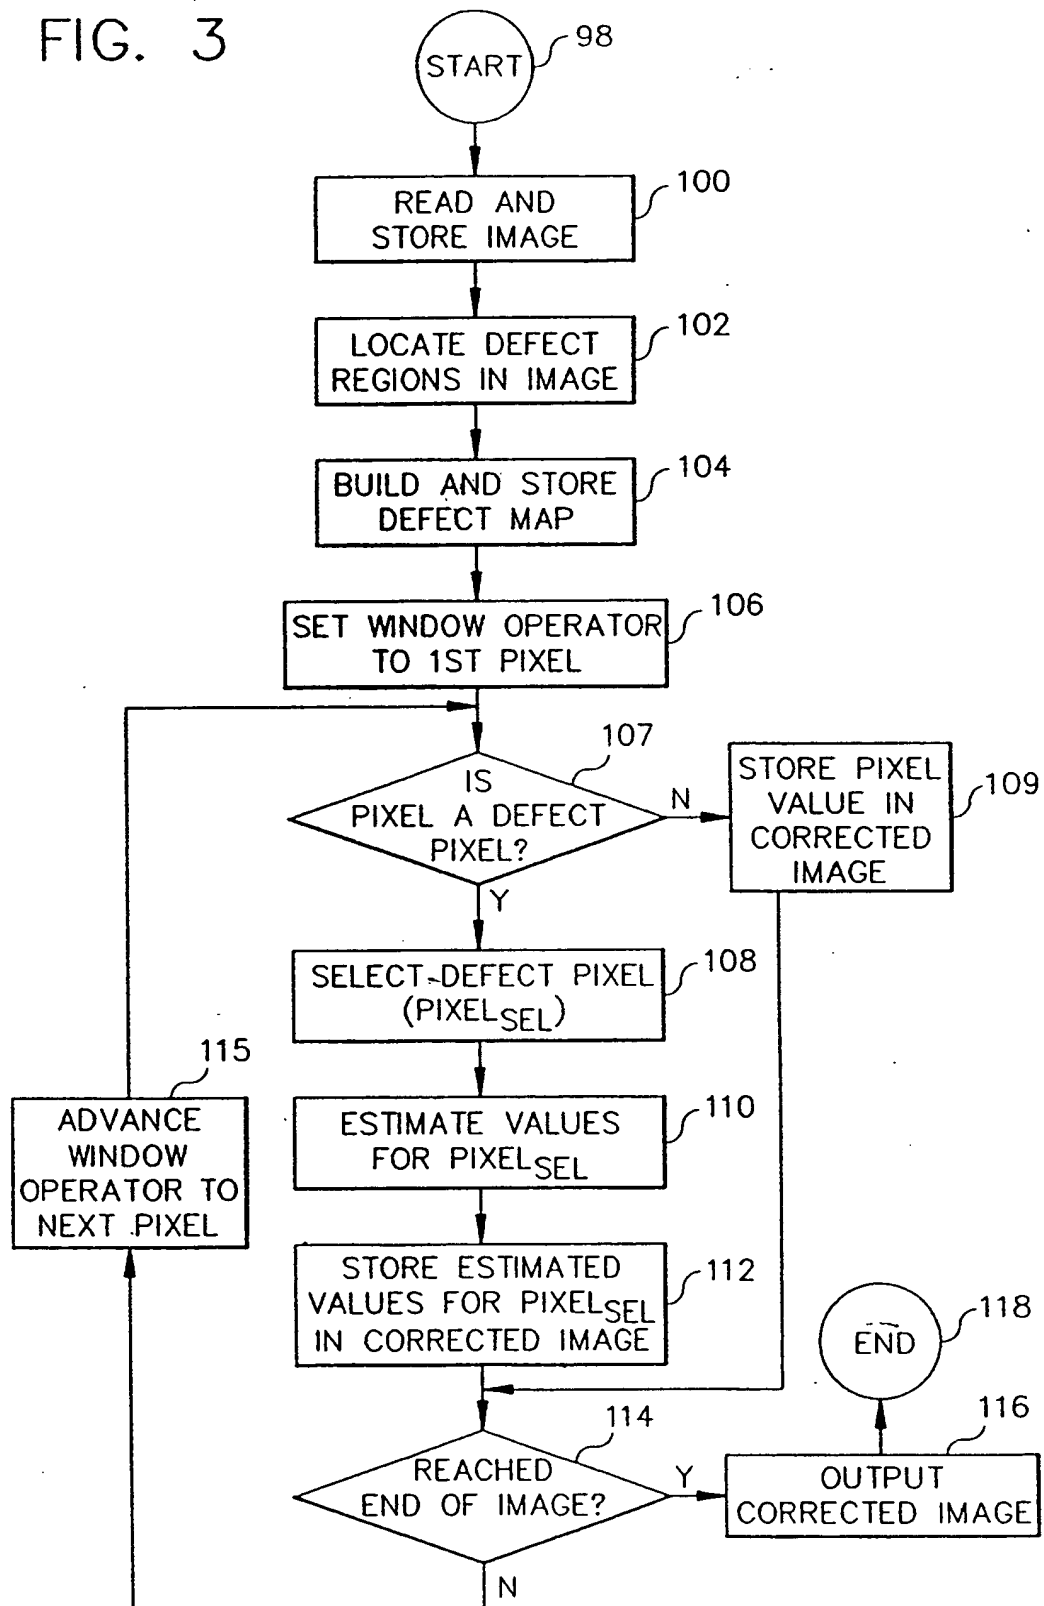 FIG. 3
START
98
READ AND
STORE IMAGE
100
LOCATE DEFECT
REGIONS IN IMAGE
102
BUILD AND STORE
DEFECT MAP
104
SET WINDOW OPERATOR
TO 1ST PIXEL
106
IS
PIXEL A DEFECT
PIXEL?
107
N
STORE PIXEL
VALUE IN
CORRECTED
IMAGE
109
Y
SELECT DEFECT PIXEL
(PIXELSEL)
108
ADVANCE
WINDOW
OPERATOR TO
NEXT PIXEL
115
ESTIMATE VALUES
FOR PIXELSEL
110
STORE ESTIMATED
VALUES FOR PIXELSEL
IN CORRECTED IMAGE
112
REACHED
END OF IMAGE?
114
Y
OUTPUT
CORRECTED IMAGE
116
END
118
N